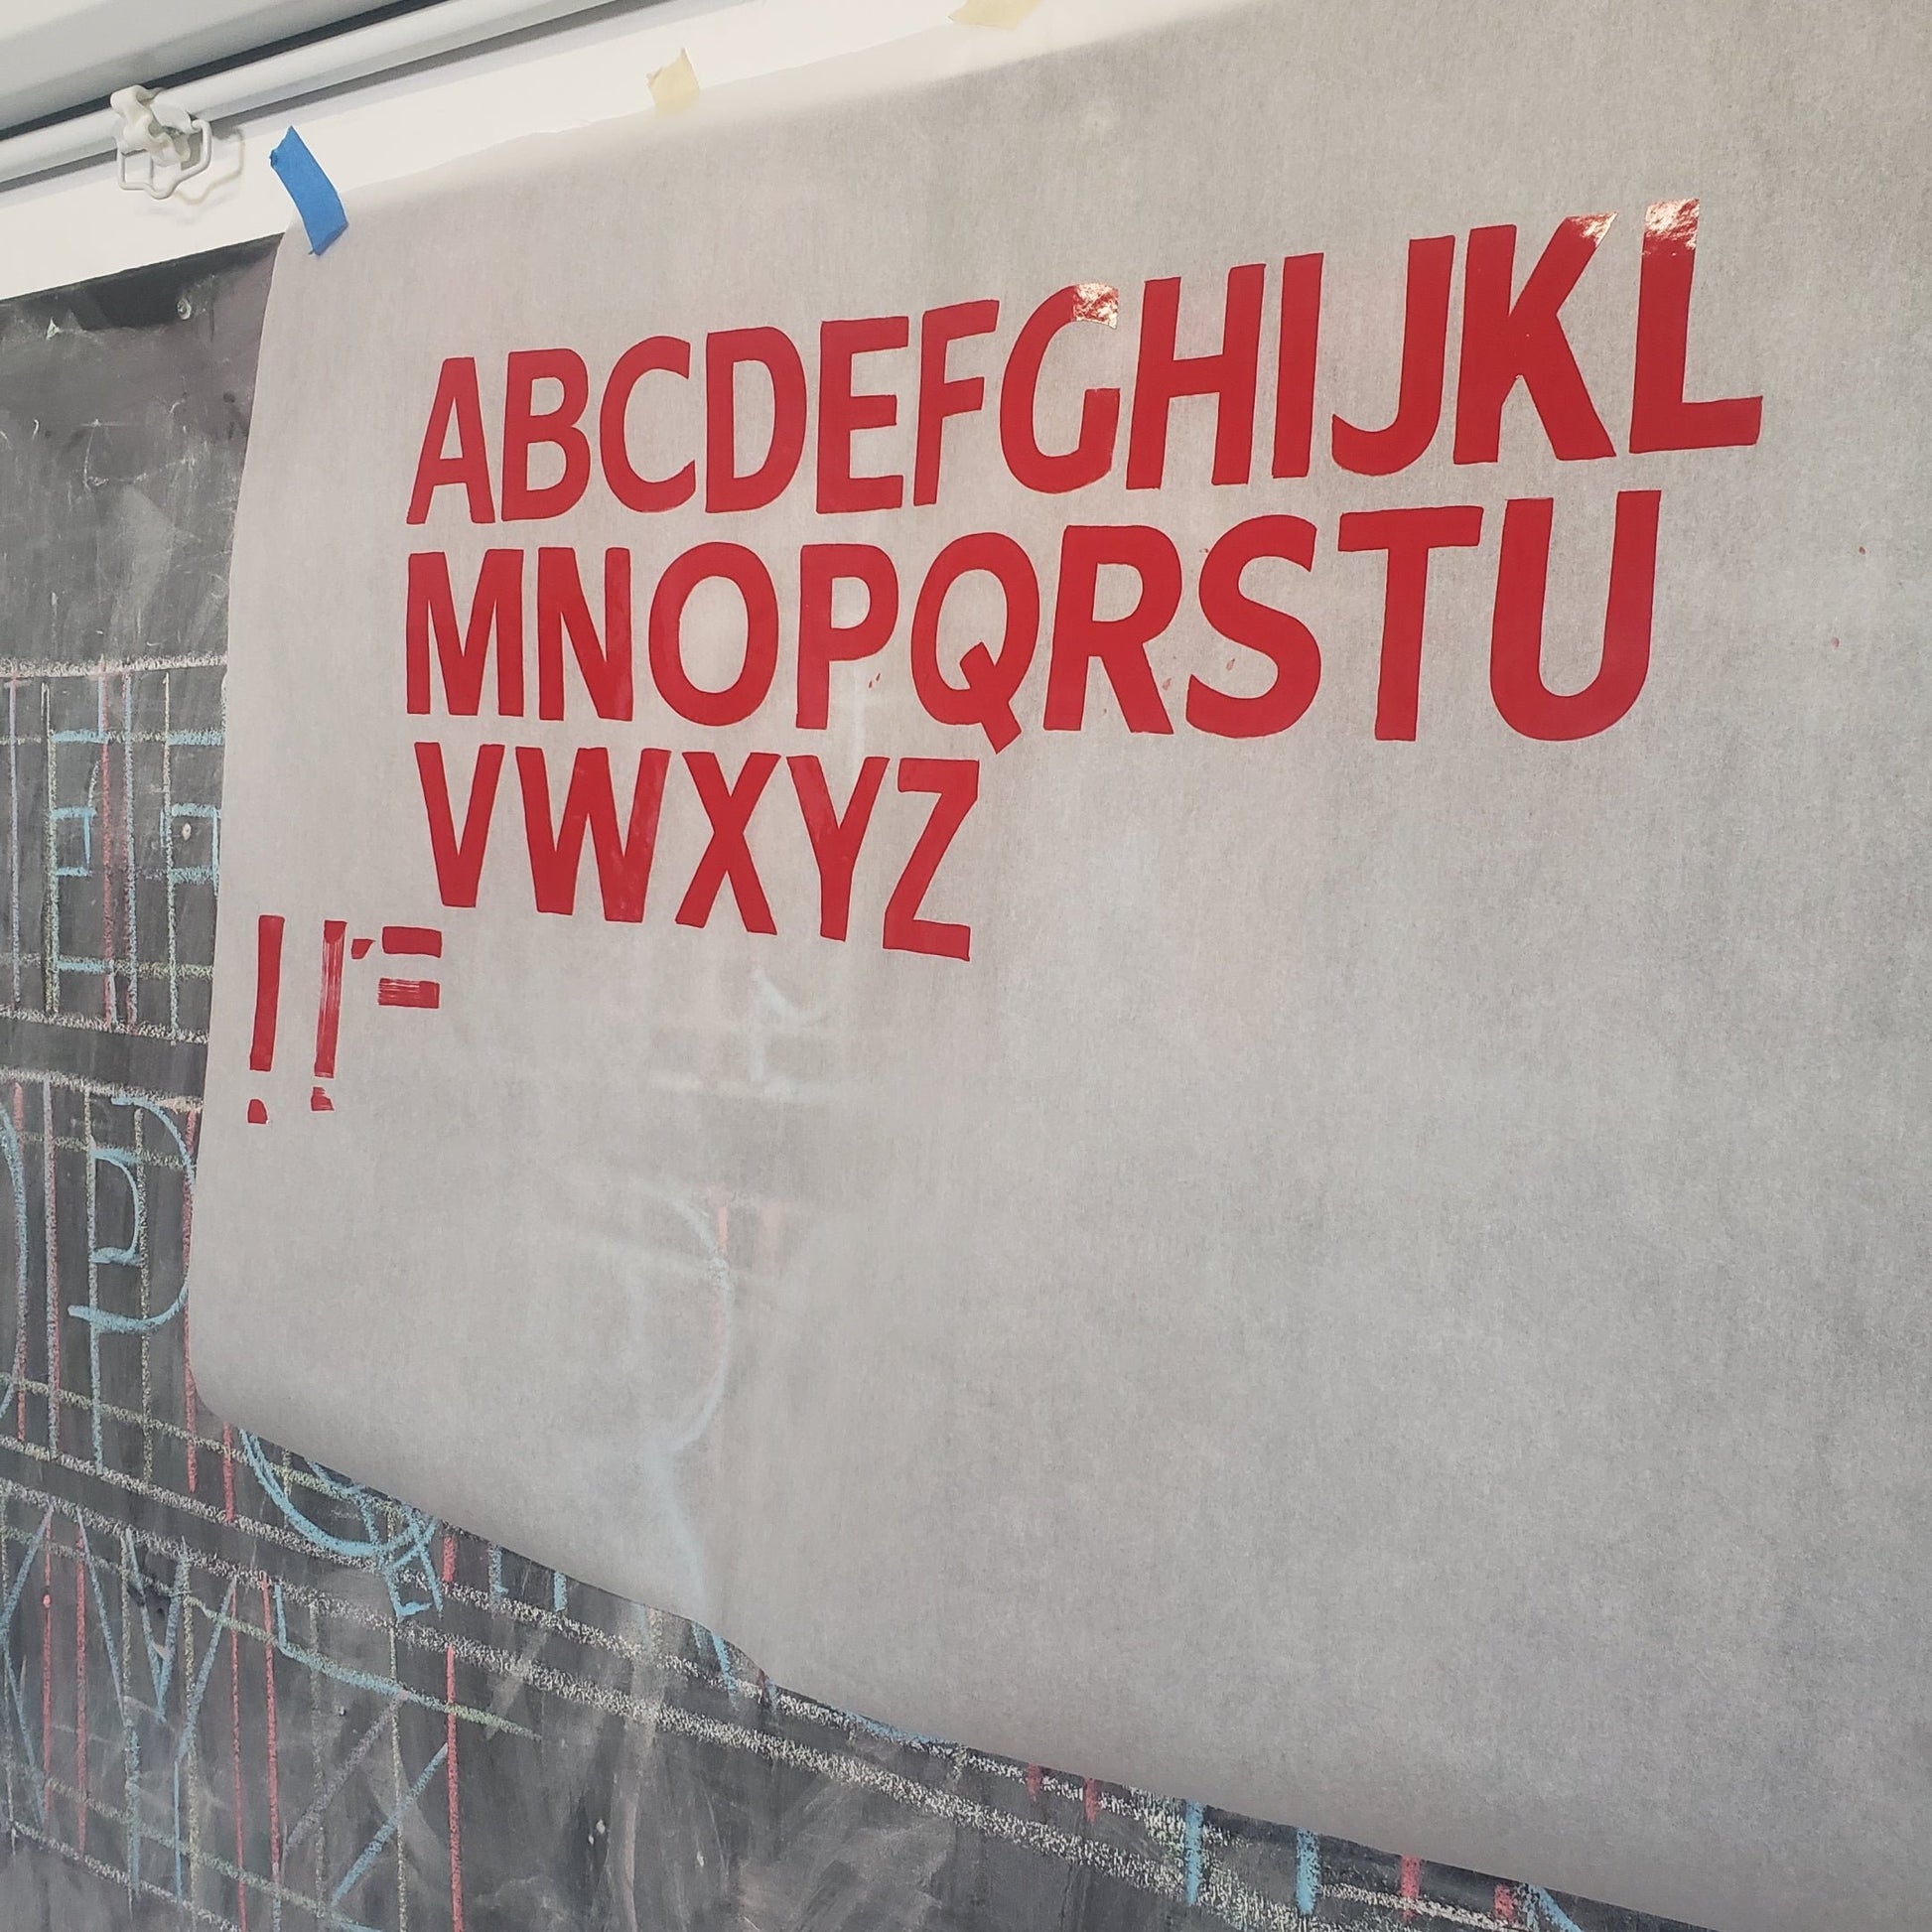 ABCDEFGHIJKL
MNOPQRSTU
VWXYZ
! ! ' =